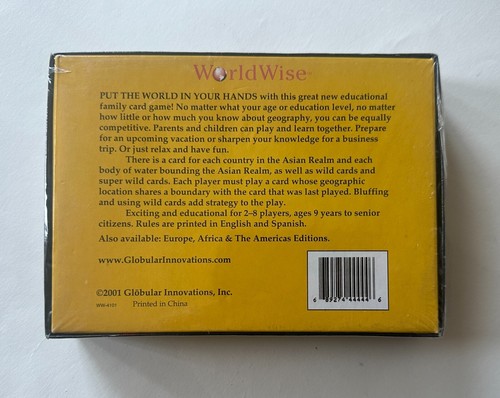 WorldWise™
PUT THE WORLD IN YOUR HANDS with this great new educational
family card game! No matter what your age or education level, no matter
how little or how much you know about geography, you can be equally
competitive. Parents and children can play and learn together. Prepare
for an upcoming vacation or sharpen your knowledge for a business
trip. Or just relax and have fun.
There is a card for each country in the Asian Realm and each
body of water bounding the Asian Realm, as well as wild cards and
super wild cards. Each player must play a card whose geographic
location shares a boundary with the card that was last played. Bluffing
and using wild cards add strategy to the play.
Exciting and educational for 2–8 players, ages 9 years to senior
citizens. Rules are printed in English and Spanish.
Also available: Europe, Africa & The Americas Editions.
www.GlobularInnovations.com
©2001 Glōbular Innovations, Inc.
Printed in China